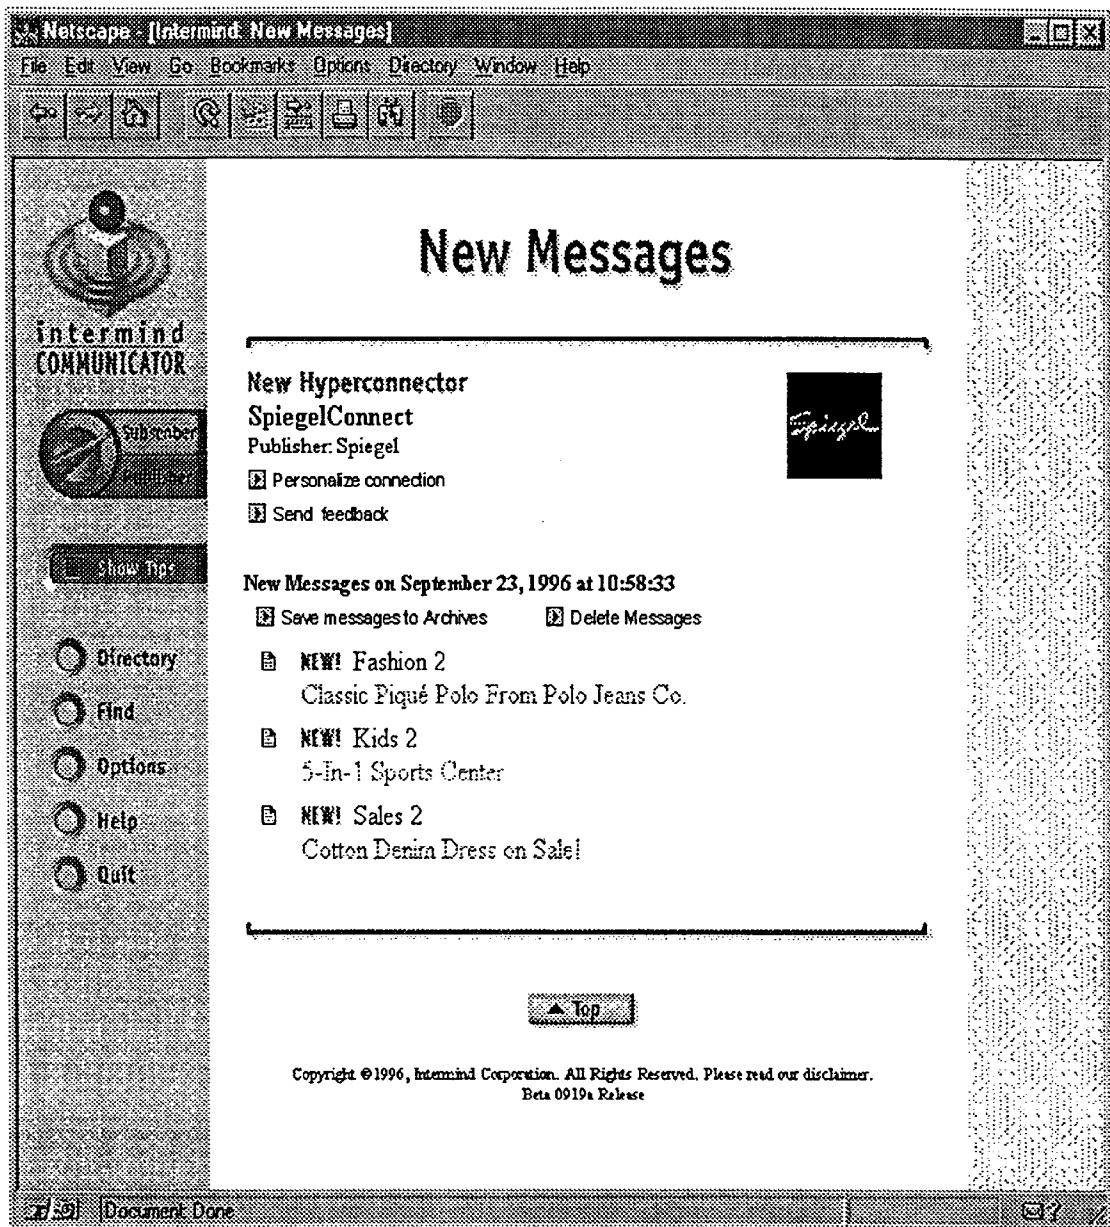 Netscape - [Intermind: New Messages]
File Edit View Go Bookmarks Options Directory Window Help
New Messages
intermind
COMMUNICATOR
Subscriber
Publisher
Show Tips
Directory
Find
Options
Help
Quit
New Hyperconnector
SpiegelConnect
Publisher: Spiegel
Personalize connection
Send feedback
Spiegel
New Messages on September 23, 1996 at 10:58:33
Save messages to Archives Delete Messages
NEW! Fashion 2
Classic Piqué Polo From Polo Jeans Co.
NEW! Kids 2
5-In-1 Sports Center
NEW! Sales 2
Cotton Denim Dress on Sale!
Top
Copyright ©1996, Intermind Corporation. All Rights Reserved. Please read our disclaimer.
Beta 0919a Release
Document: Done